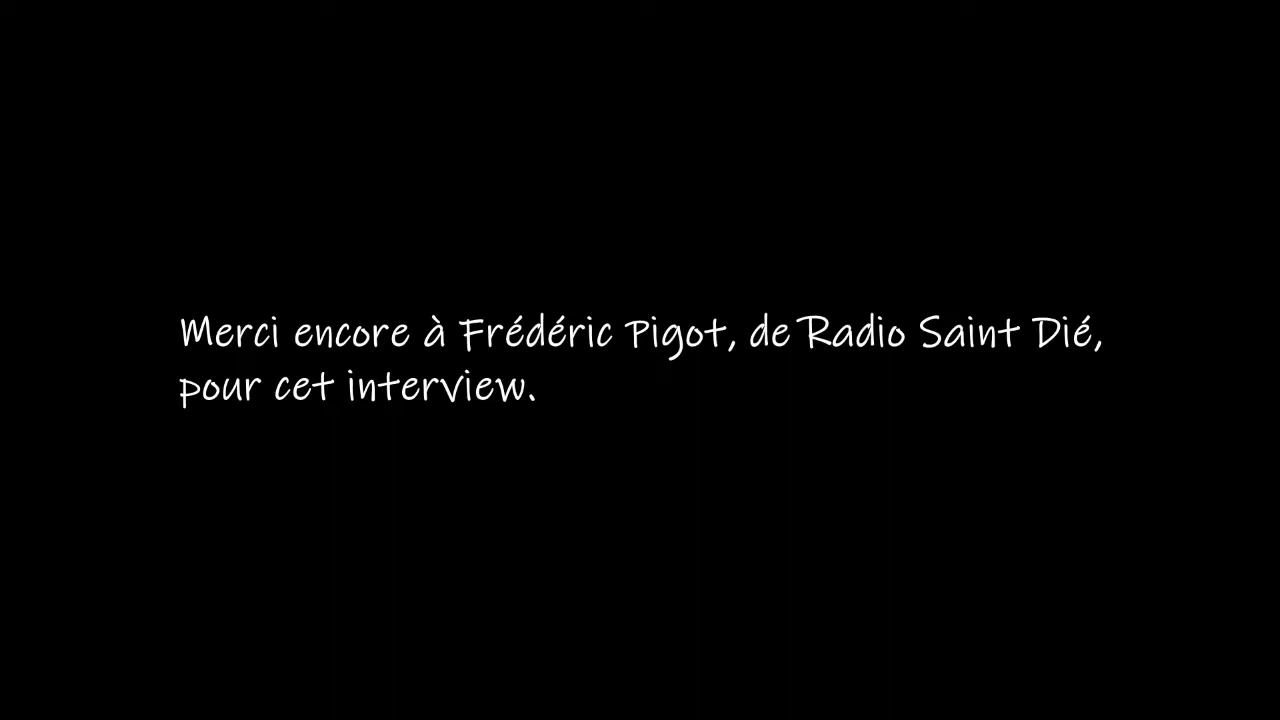 Merci encore à Frédéric Pigot, de Radio Saint Dié,
pour cet interview.